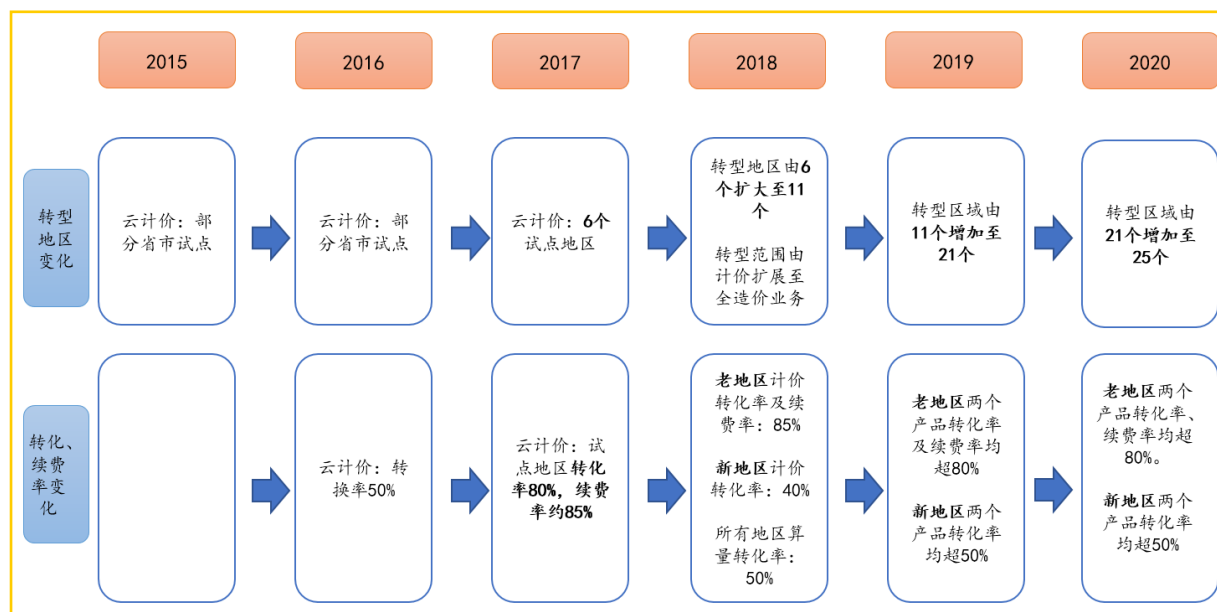 2015
2016
2017
2018
2019
2020
转型
地区
变化
云计价：部
分省市试点
云计价：部
分省市试点
云计价：6个
试点地区
转型地区由6
个扩大至11
个
转型范围由
计价扩展至
全造价业务
转型区域由
11个增加至
21个
转型区域由
21个增加至
25个
转化、
续费
率变
化
云计价：转
换率50%
云计价：试
点地区转化
率80%，续费
率约85%
老地区计价
转化率及续
费率：85%
新地区计价
转化率：40%
所有地区算
量转化率：
50%
老地区两个
产品转化率
及续费率均
超80%
新地区两个
产品转化率
均超50%
老地区两个
产品转化率、
续费率均超
80%。
新地区两个
产品转化率
均超50%